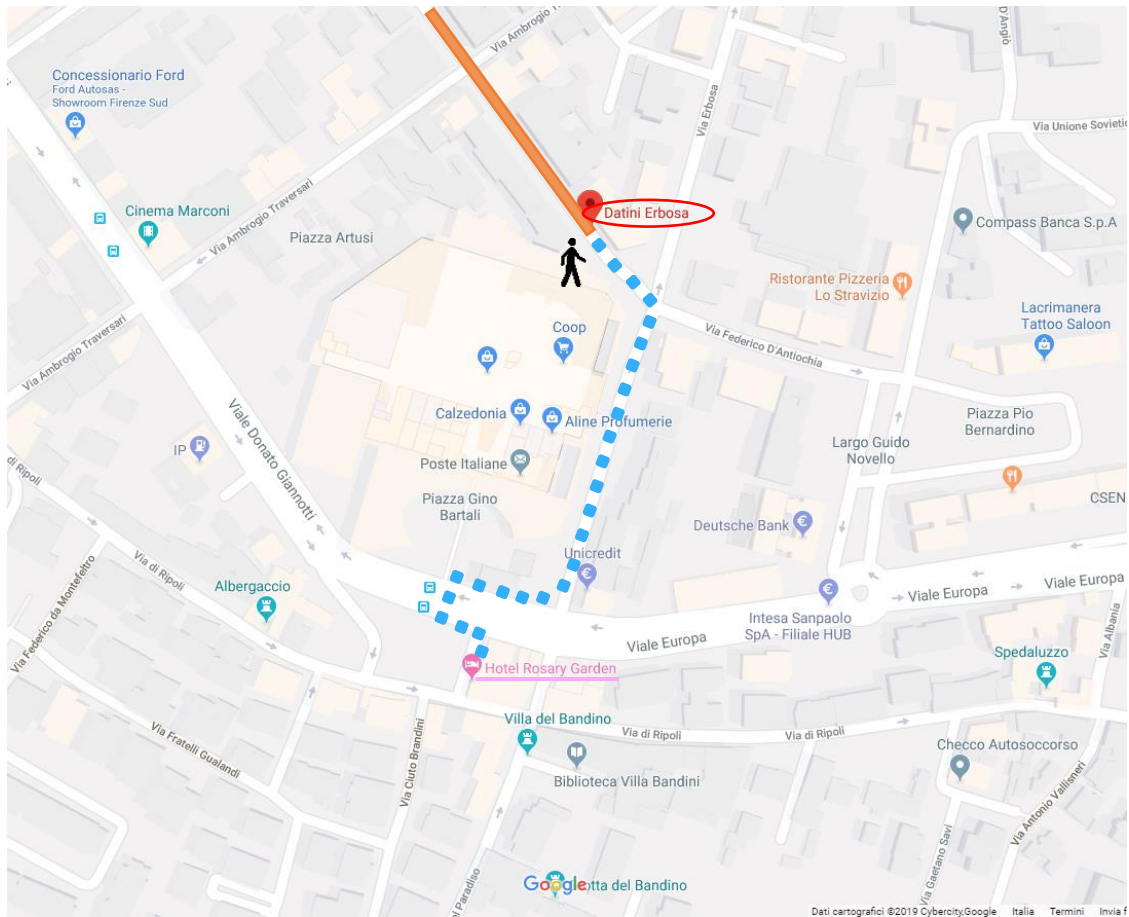 D'Angiò
Via Ambrogio Tra
Concessionario Ford
Ford Autosas -
Showroom Firenze Sud
Via Erbosa
Via Unione Sovietic
Via Ambrogio Traversari
Datini Erbosa
Cinema Marconi
Piazza Artusi
Compass Banca S.p.A
Ristorante Pizzeria
Lo Stravizio
Lacrimanera
Tattoo Saloon
Coop
Via Federico D'Antiochia
Via Ambrogio Traversari
Viale Donato Giannotti
Calzedonia
Aline Profumerie
Piazza Pio
Bernardino
IP
Largo Guido
Novello
Poste Italiane
Via di Ripoli
Piazza Gino
Bartali
CSEN
Deutsche Bank
Unicredit
Via di Ripoli
Albergaccio
Via Federico da Montefeltro
Viale Europa
Viale Europa
Intesa Sanpaolo
SpA - Filiale HUB
Viale Europa
Via Albania
Spedaluzzo
Hotel Rosary Garden
Villa del Bandino
Via di Ripoli
Via di Ripoli
Via Fratelli Gualandi
Via Ciuto Brandini
Checco Autosoccorso
Biblioteca Villa Bandini
Via Antonio Vallisneri
Via Gaetano Savi
el Paradiso
Google
tta del Bandino
Dati cartografici ©2019 Cybercity,Google Italia Termini Invia f